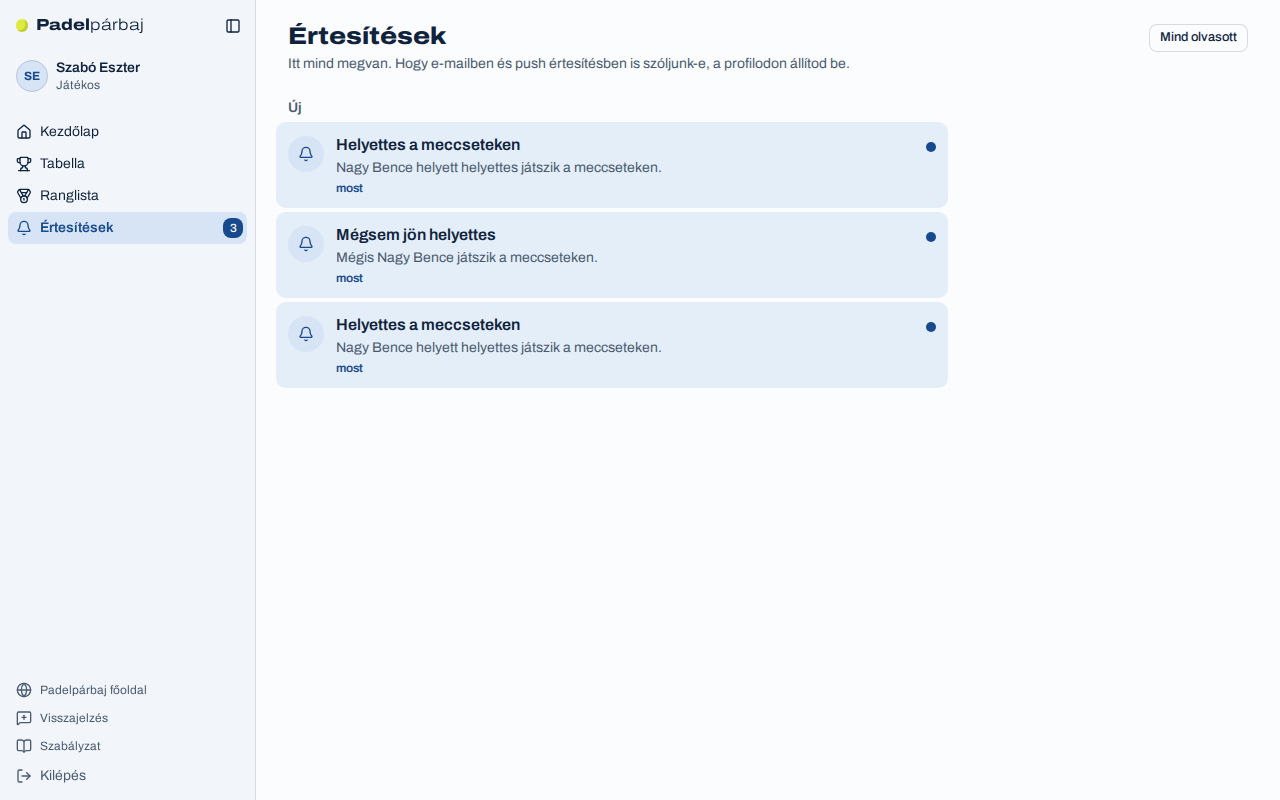 Padelpárbaj
SE
Szabó Eszter
Játékos
Kezdőlap
Tabella
Ranglista
Értesítések
3
Padelpárbaj főoldal
Visszajelzés
Szabályzat
Kilépés
Értesítések
Mind olvasott
Itt mind megvan. Hogy e-mailben és push értesítésben is szóljunk-e, a profilodon állítod be.
Új
Helyettes a meccseteken
Nagy Bence helyett helyettes játszik a meccseteken.
most
Mégsem jön helyettes
Mégis Nagy Bence játszik a meccseteken.
most
Helyettes a meccseteken
Nagy Bence helyett helyettes játszik a meccseteken.
most